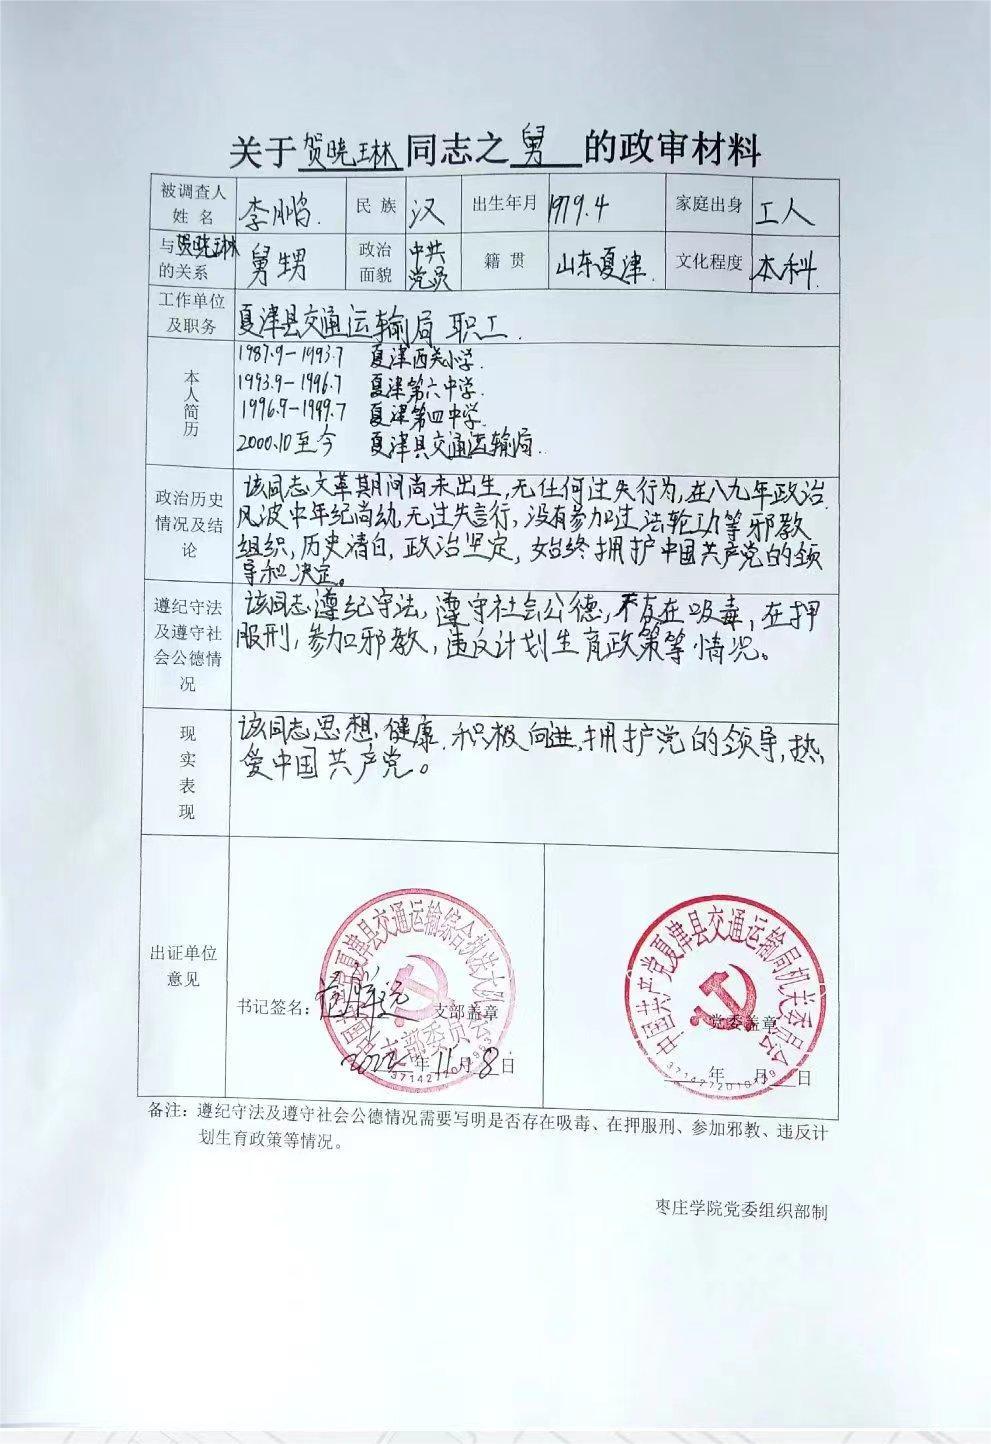 关于贺晓琳同志之舅的政审材料
被调查人姓名 李鹏 民族 汉 出生年月 1979.4 家庭出身 工人
与贺晓琳的关系 舅甥 政治面貌 中共党员 籍贯 山东夏津. 文化程度 本科.
工作单位及职务 夏津县交通运输局 职工.
本人简历
1987.9-1993.7 夏津西关小学.
1993.9-1996.7 夏津第六中学.
1996.9-1999.7 夏津第四中学.
2000.10至今 夏津县交通运输局.
政治历史情况及结论
该同志文革期间尚未出生,无任何过失行为,在八九年政治
风波中年纪尚幼,无过失言行,没有参加过法轮功等邪教
组织,历史清白,政治坚定,始终拥护中国共产党的领
导和决定。
遵纪守法及遵守社会公德情况
该同志遵纪守法,遵守社会公德,不存在吸毒,在押
服刑,参加邪教,违反计划生育政策等情况。
现实表现
该同志思想健康.积极向进,拥护党的领导,热
爱中国共产党。
出证单位意见
夏津县交通运输综合执法大队
支部委员会
书记签名: 支部盖章
2022年11月8日
中国共产党夏津县交通运输局机关委员会
党委盖章
年 月 日
备注:遵纪守法及遵守社会公德情况需要写明是否存在吸毒、在押服刑、参加邪教、违反计
划生育政策等情况。
枣庄学院党委组织部制